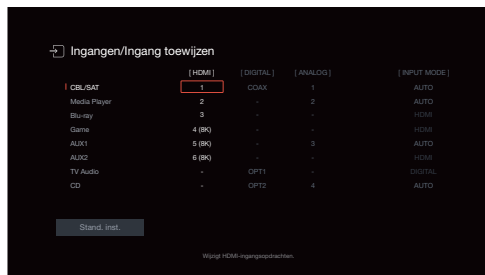 Ingangen/Ingang toewijzen
[ HDMI ] [ DIGITAL ] [ ANALOG ] [ INPUT MODE ]
CBL/SAT 1 COAX 1 AUTO
Media Player 2 - 2 AUTO
Blu-ray 3 - - HDMI
Game 4 (8K) - - HDMI
AUX1 5 (8K) - 3 AUTO
AUX2 6 (8K) - - HDMI
TV Audio - OPT1 - DIGITAL
CD - OPT2 4 AUTO
Stand. inst.
Wijzigt HDMI-ingangsopdrachten.